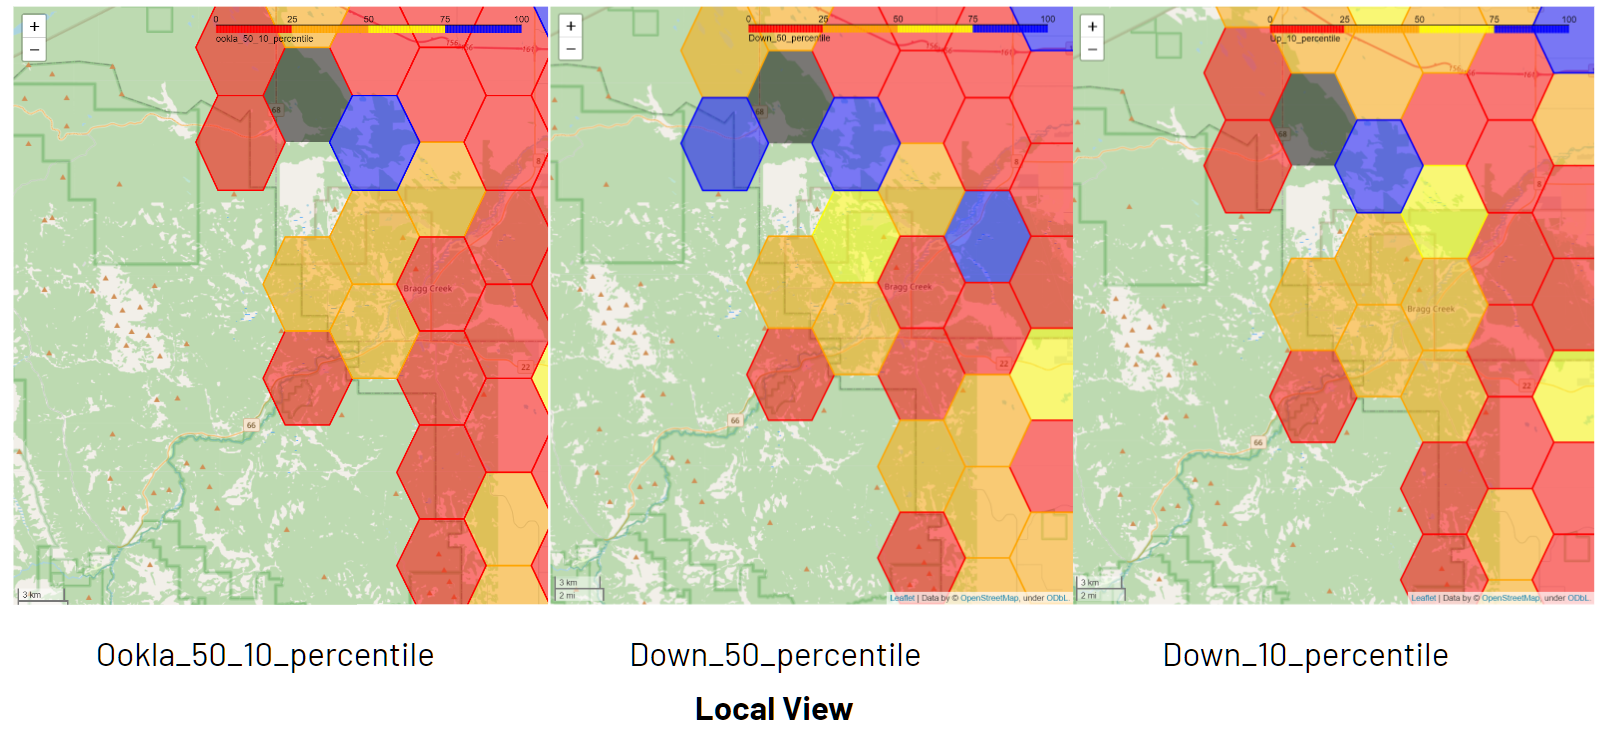 +
−
0 25 50 75 100
ookla_50_10_percentile
68
8
Bragg Creek
22
66
3 km
+
−
0 25 50 75 100
Down_50_percentile
68
8
Bragg Creek
22
66
3 km
2 mi
Leaflet | Data by © OpenStreetMap, under ODbL.
+
−
0 25 50 75 100
Up_10_percentile
68
8
Bragg Creek
22
66
3 km
2 mi
Leaflet | Data by © OpenStreetMap, under ODbL.
Ookla_50_10_percentile
Down_50_percentile
Down_10_percentile
Local View